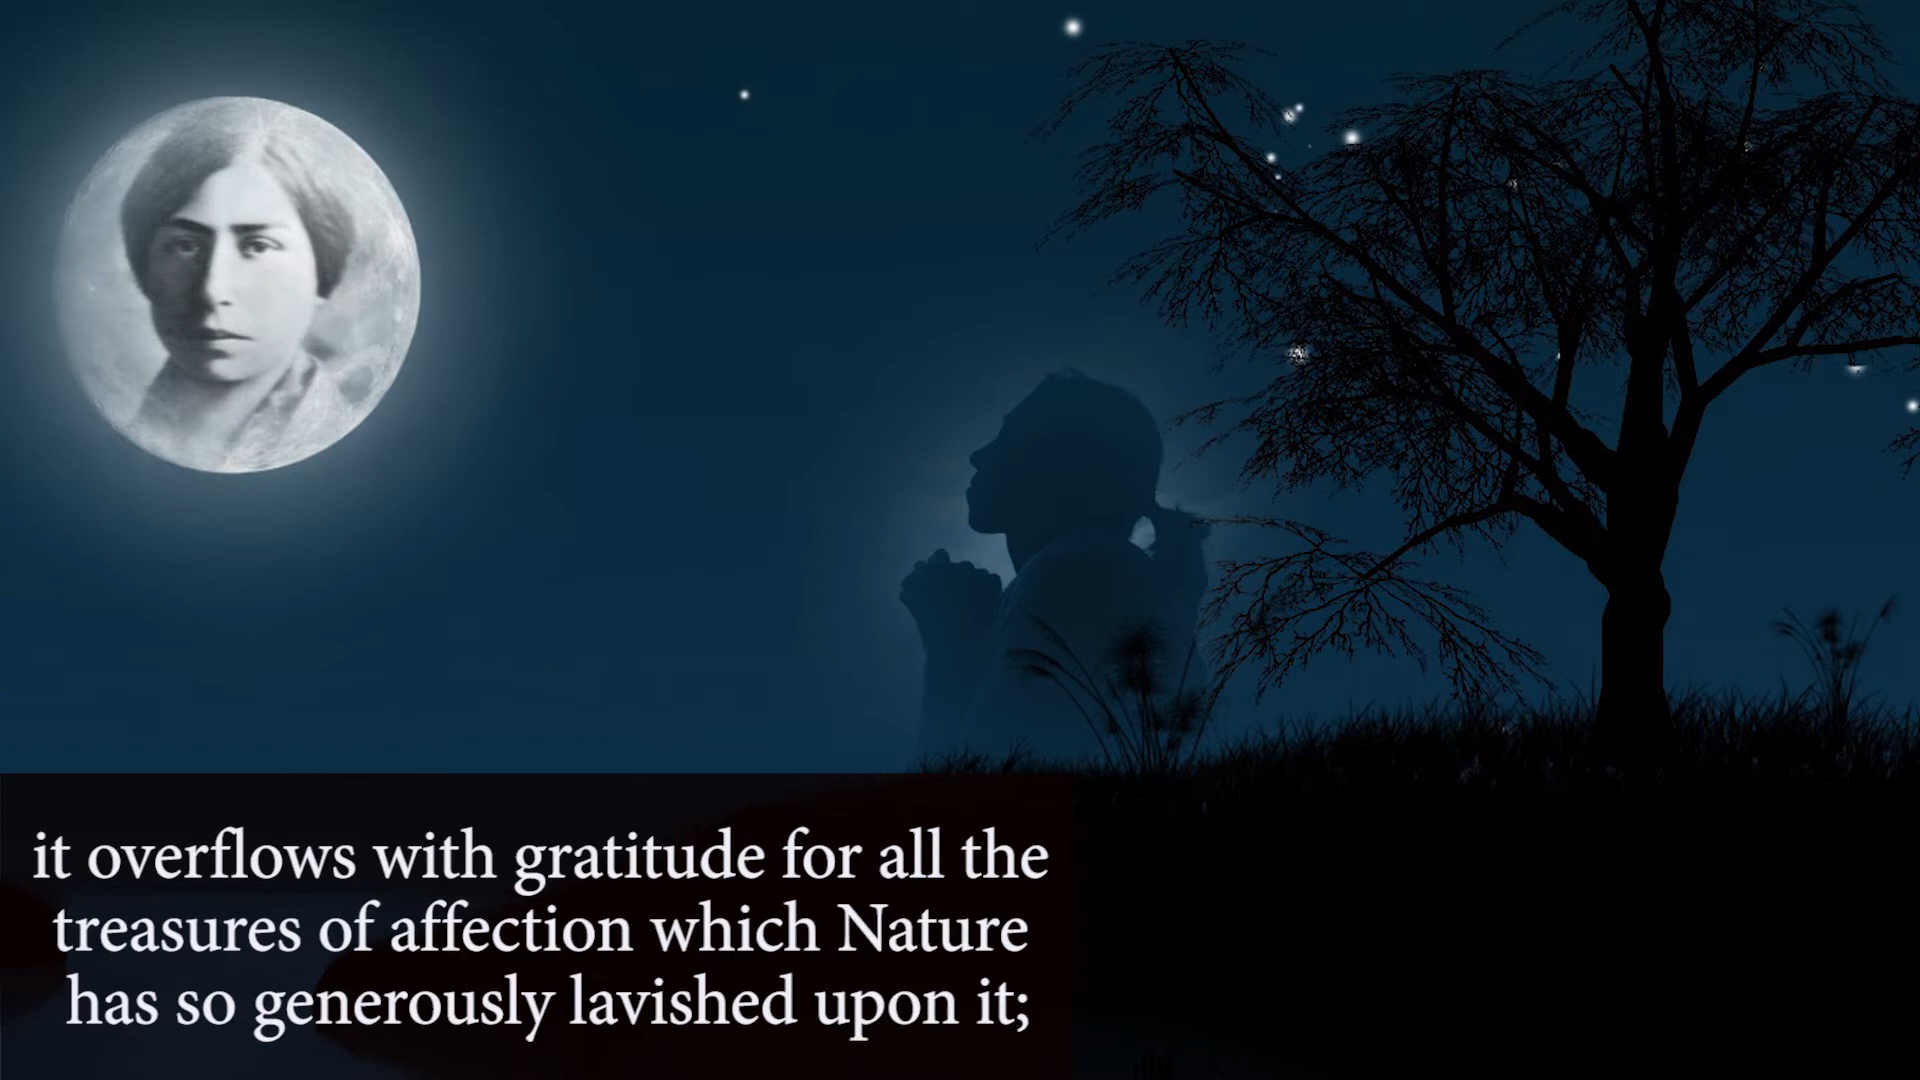 it overflows with gratitude for all the
treasures of affection which Nature
has so generously lavished upon it;